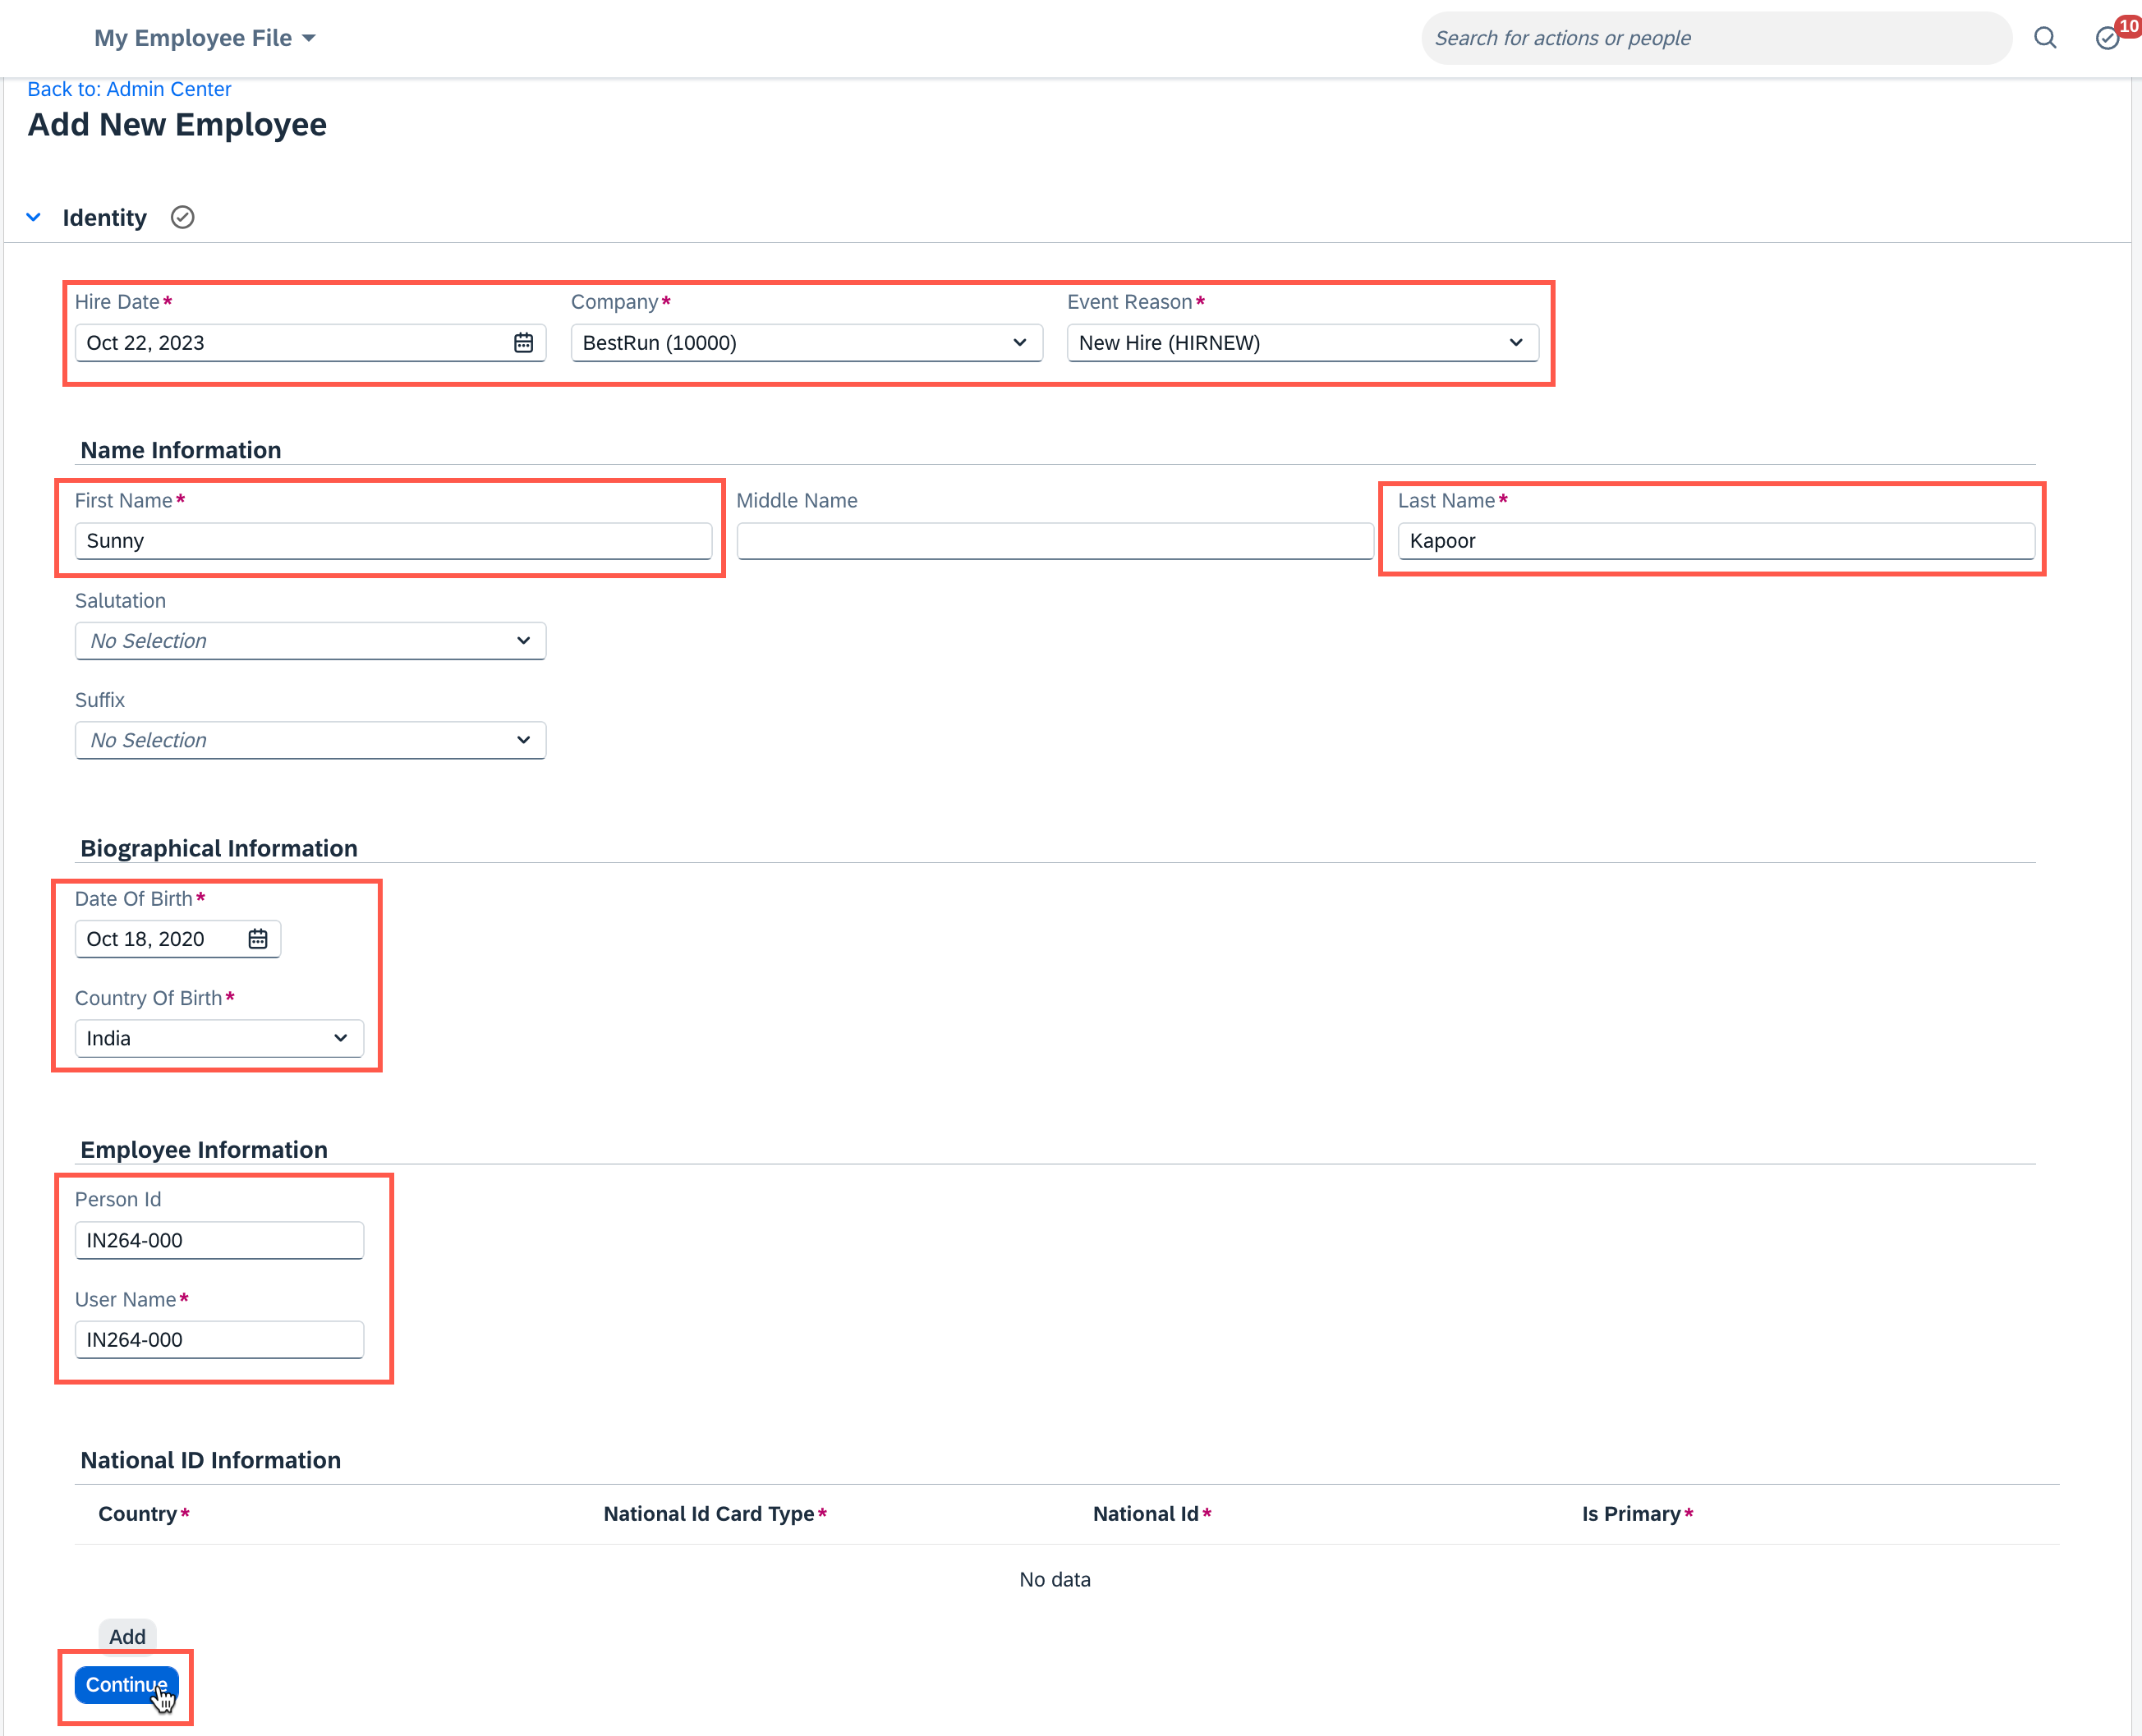 My Employee File
Search for actions or people
10
Back to: Admin Center
Add New Employee
Identity
Hire Date* Company* Event Reason*
Oct 22, 2023 BestRun (10000) New Hire (HIRNEW)
Name Information
First Name* Middle Name Last Name*
Sunny Kapoor
Salutation
No Selection
Suffix
No Selection
Biographical Information
Date Of Birth*
Oct 18, 2020
Country Of Birth*
India
Employee Information
Person Id
IN264-000
User Name*
IN264-000
National ID Information
Country* National Id Card Type* National Id* Is Primary*
No data
Add
Continue